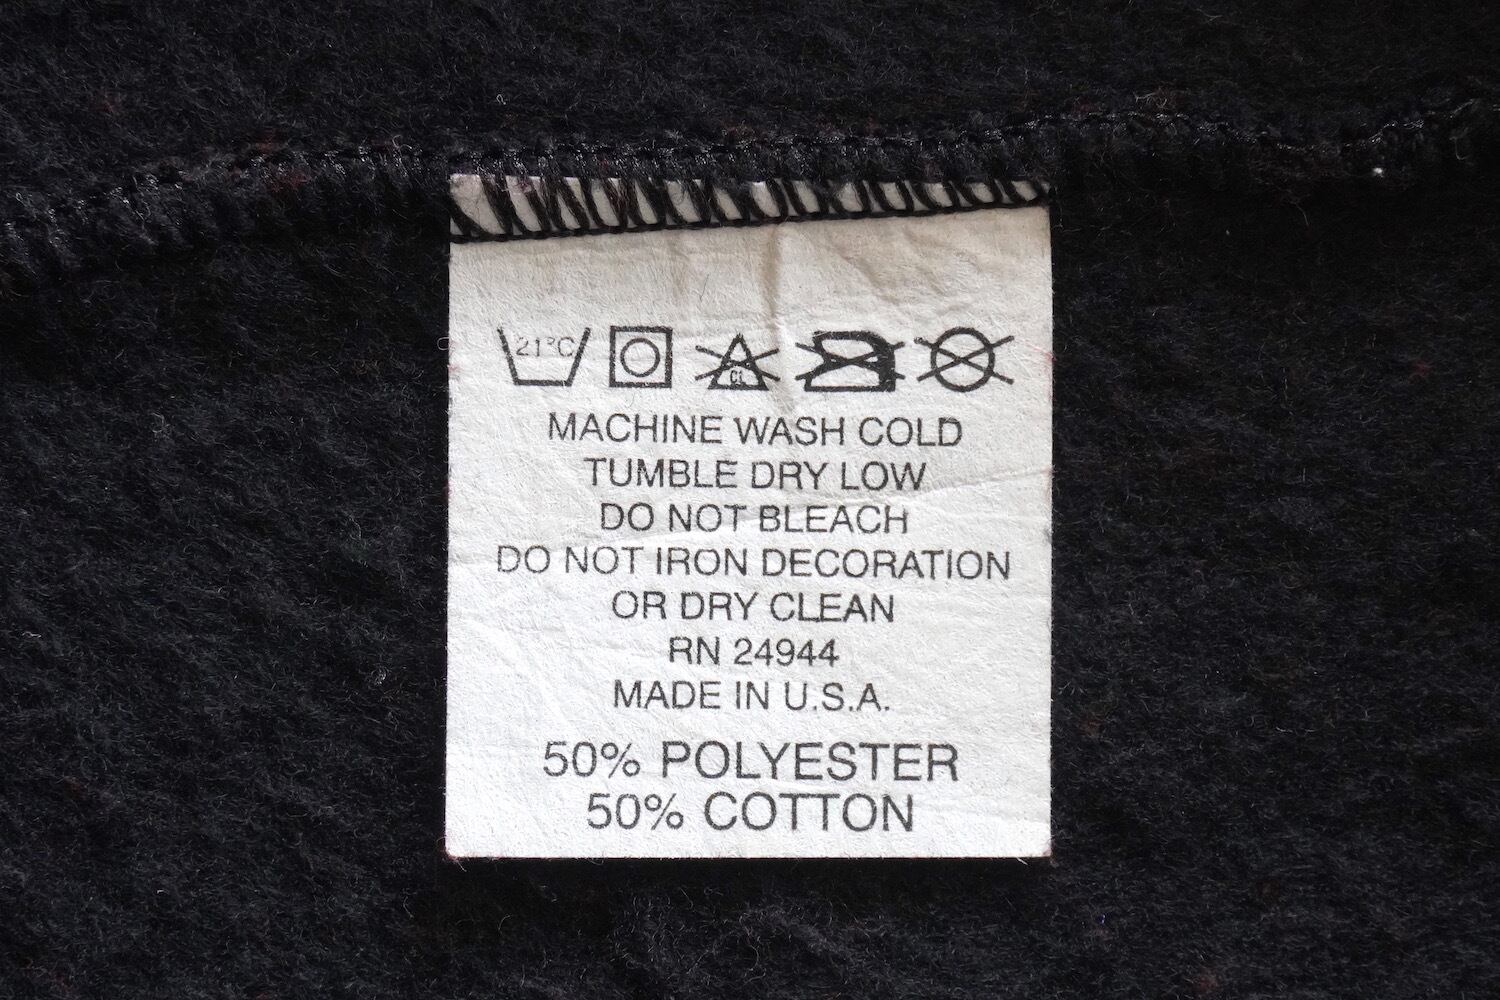 21°C CL
MACHINE WASH COLD
TUMBLE DRY LOW
DO NOT BLEACH
DO NOT IRON DECORATION
OR DRY CLEAN
RN 24944
MADE IN U.S.A.
50% POLYESTER
50% COTTON